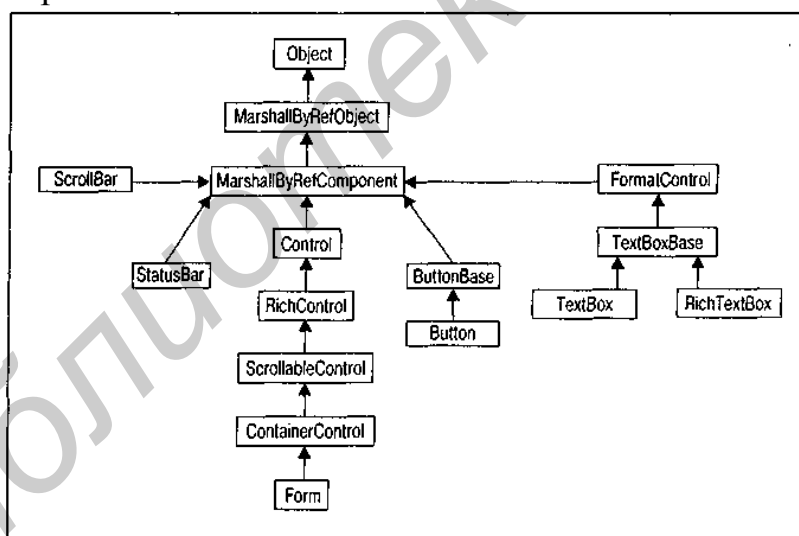 Object
MarshallByRefObject
ScrollBar
MarshallByRefComponent
FormatControl
Control
TextBoxBase
StatusBar
ButtonBase
RichControl
TextBox
RichTextBox
Button
ScrollableControl
ContainerControl
Form